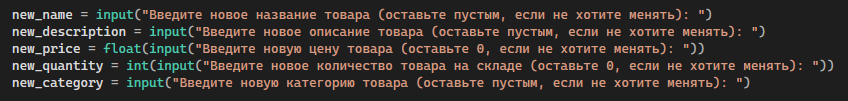 new_name = input("Введите новое название товара (оставьте пустым, если не хотите менять): ")
new_description = input("Введите новое описание товара (оставьте пустым, если не хотите менять): ")
new_price = float(input("Введите новую цену товара (оставьте 0, если не хотите менять): "))
new_quantity = int(input("Введите новое количество товара на складе (оставьте 0, если не хотите менять): "))
new_category = input("Введите новую категорию товара (оставьте пустым, если не хотите менять): ")